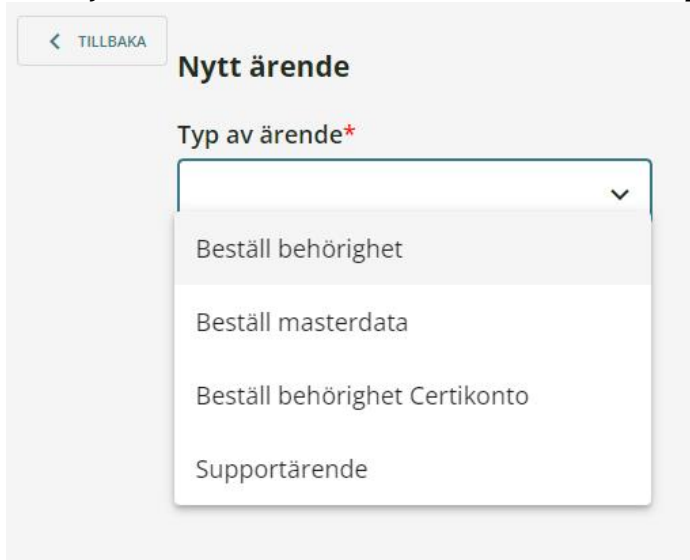 TILLBAKA
Nytt ärende
Typ av ärende*
Beställ behörighet
Beställ masterdata
Beställ behörighet Certikonto
Supportärende